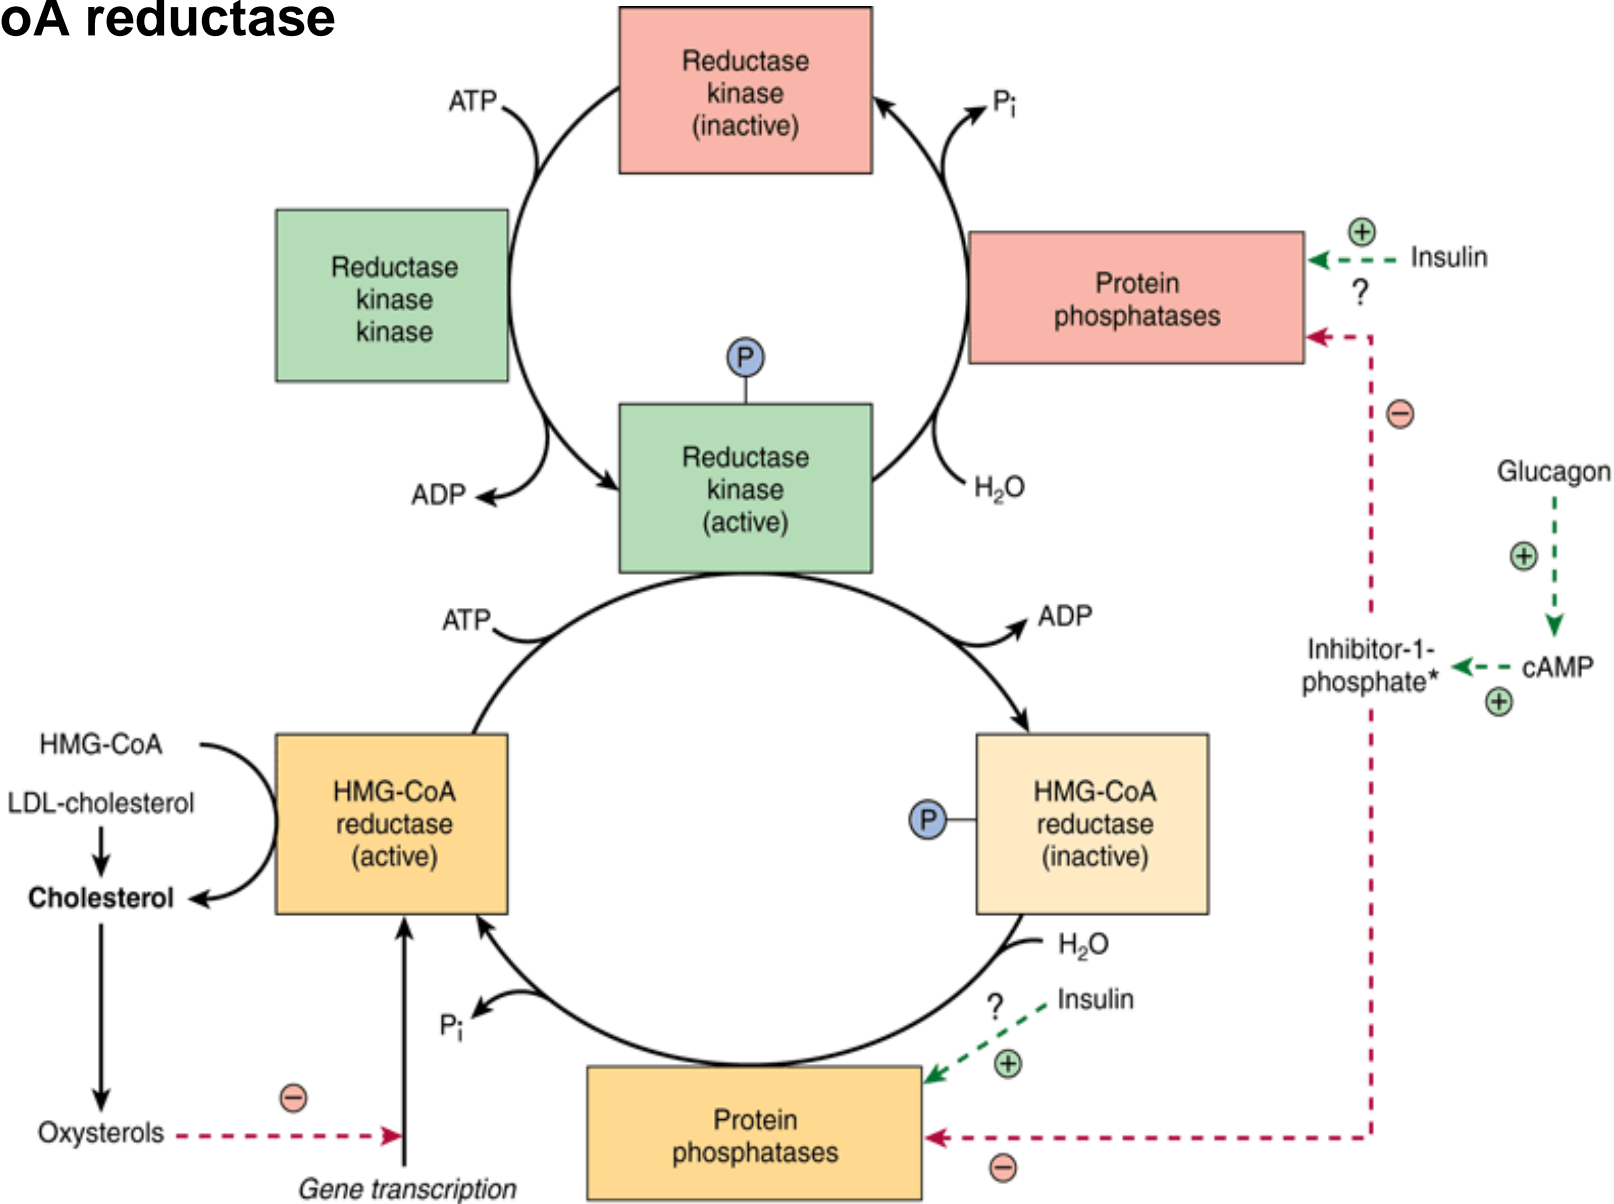 oA reductase
Reductase
kinase
(inactive)
ATP
Pi
Reductase
kinase
kinase
Protein
phosphatases
+
Insulin
?
P
−
Reductase
kinase
(active)
ADP
H2O
Glucagon
+
ATP
ADP
Inhibitor-1-
phosphate*
cAMP
+
HMG-CoA
LDL-cholesterol
Cholesterol
HMG-CoA
reductase
(active)
P
HMG-CoA
reductase
(inactive)
H2O
Insulin
?
+
Pi
Oxysterols
−
Gene transcription
Protein
phosphatases
−